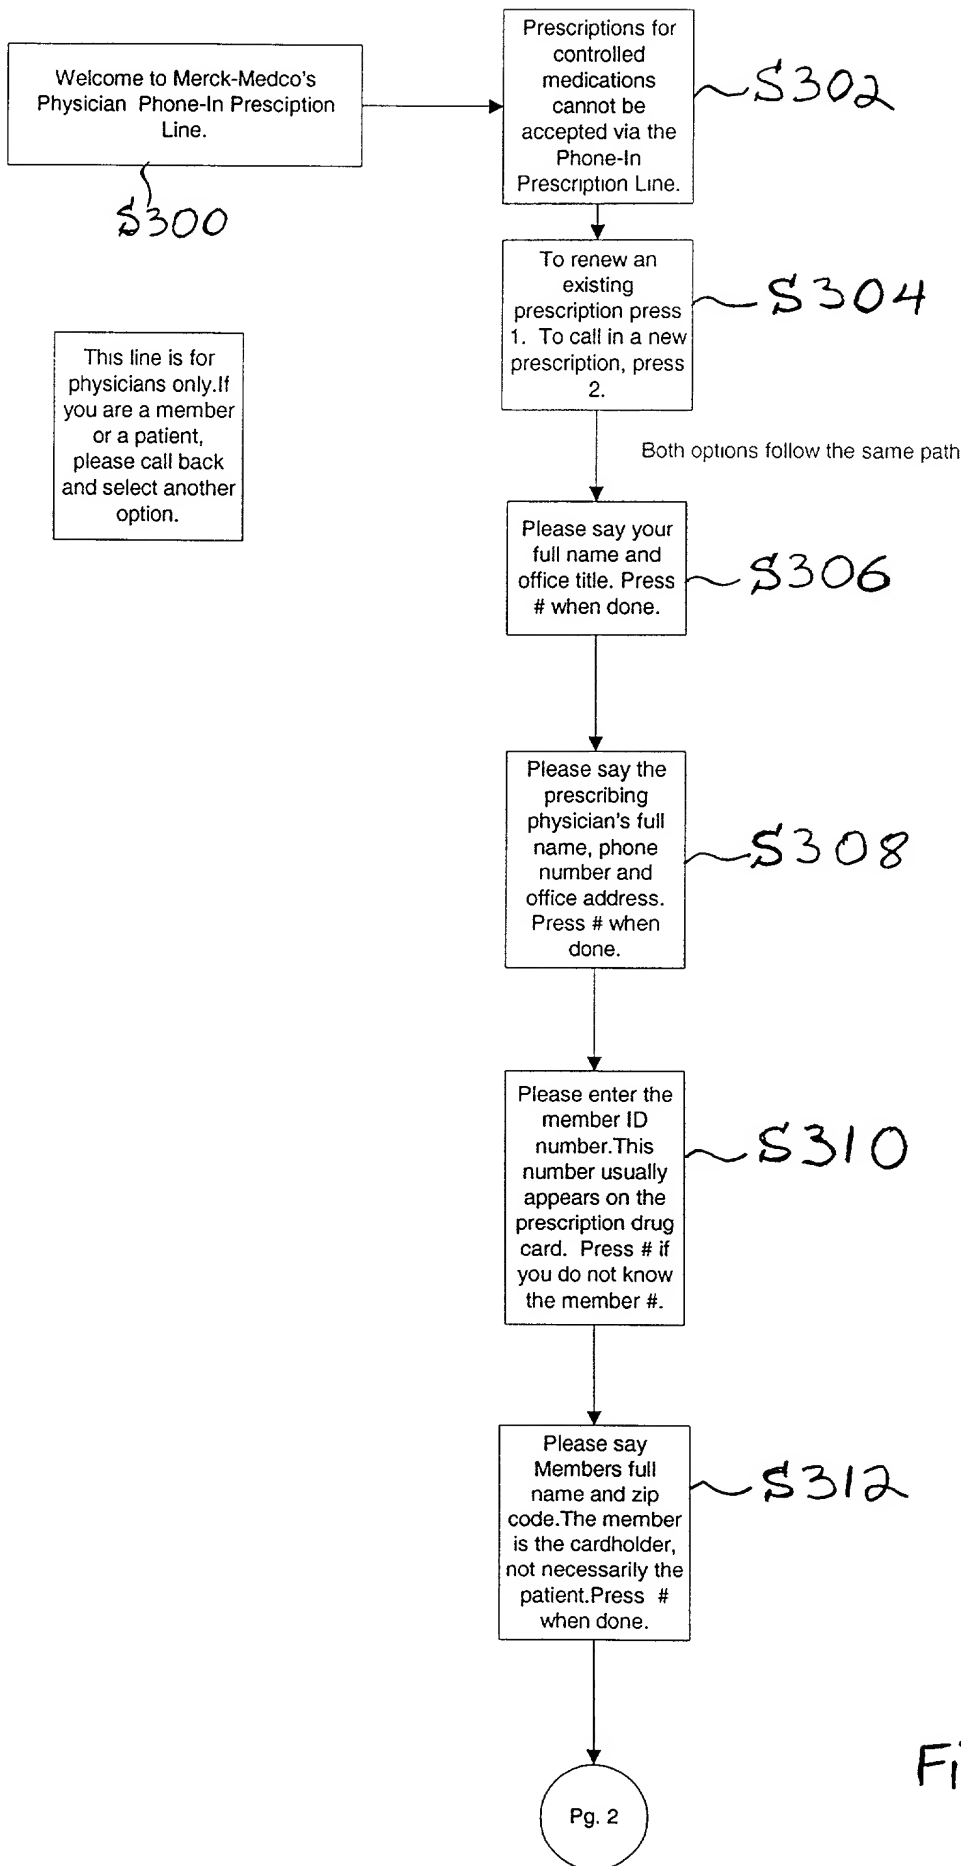 Welcome to Merck-Medco's
Physician Phone-In Presciption
Line.
S300
Prescriptions for
controlled
medications
cannot be
accepted via the
Phone-In
Prescription Line.
S302
To renew an
existing
prescription press
1. To call in a new
prescription, press
2.
S304
This line is for
physicians only.If
you are a member
or a patient,
please call back
and select another
option.
Both options follow the same path
Please say your
full name and
office title. Press
# when done.
S306
Please say the
prescribing
physician's full
name, phone
number and
office address.
Press # when
done.
S308
Please enter the
member ID
number.This
number usually
appears on the
prescription drug
card. Press # if
you do not know
the member #.
S310
Please say
Members full
name and zip
code.The member
is the cardholder,
not necessarily the
patient.Press #
when done.
S312
Pg. 2